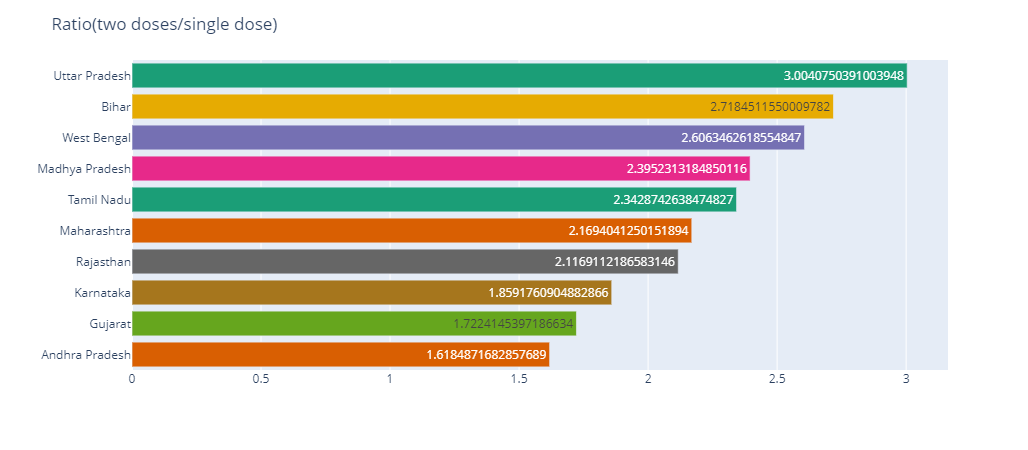 Ratio(two doses/single dose)
Uttar Pradesh 3.0040750391003948
Bihar 2.7184511550009782
West Bengal 2.6063462618554847
Madhya Pradesh 2.3952313184850116
Tamil Nadu 2.3428742638474827
Maharashtra 2.1694041250151894
Rajasthan 2.1169112186583146
Karnataka 1.8591760904882866
Gujarat 1.7224145397186634
Andhra Pradesh 1.6184871682857689
0 0.5 1 1.5 2 2.5 3